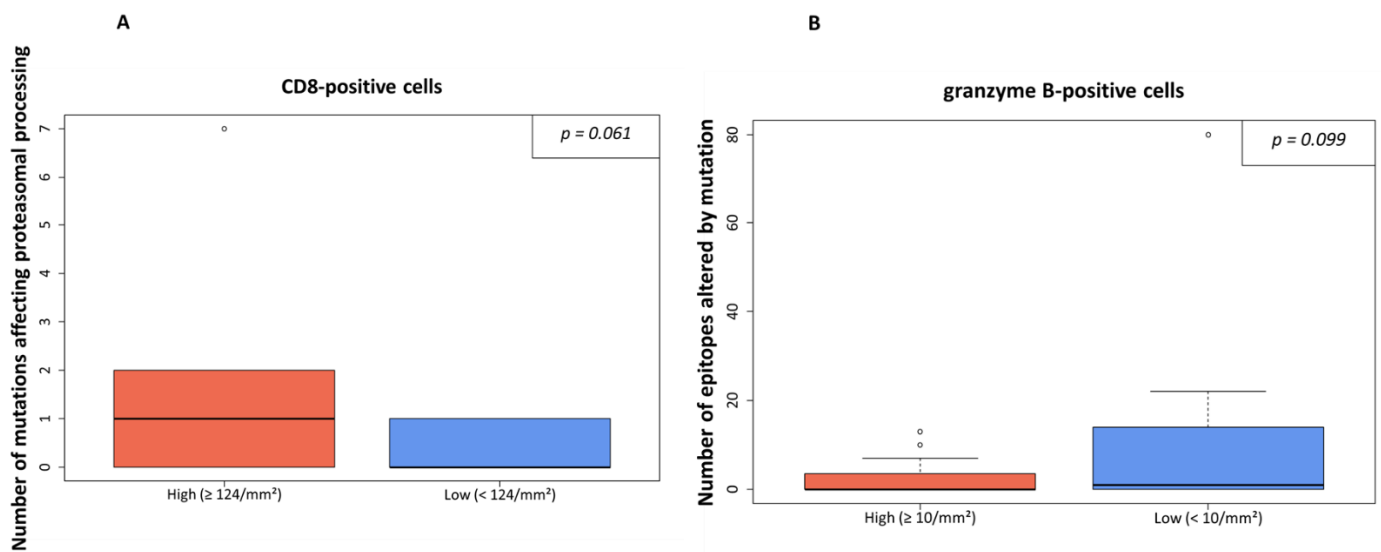 A
CD8-positive cells
Number of mutations affecting proteasomal processing
p = 0.061
7
6
5
4
3
2
1
0
High (≥ 124/mm²)
Low (< 124/mm²)
B
granzyme B-positive cells
Number of epitopes altered by mutation
p = 0.099
80
60
40
20
0
High (≥ 10/mm²)
Low (< 10/mm²)